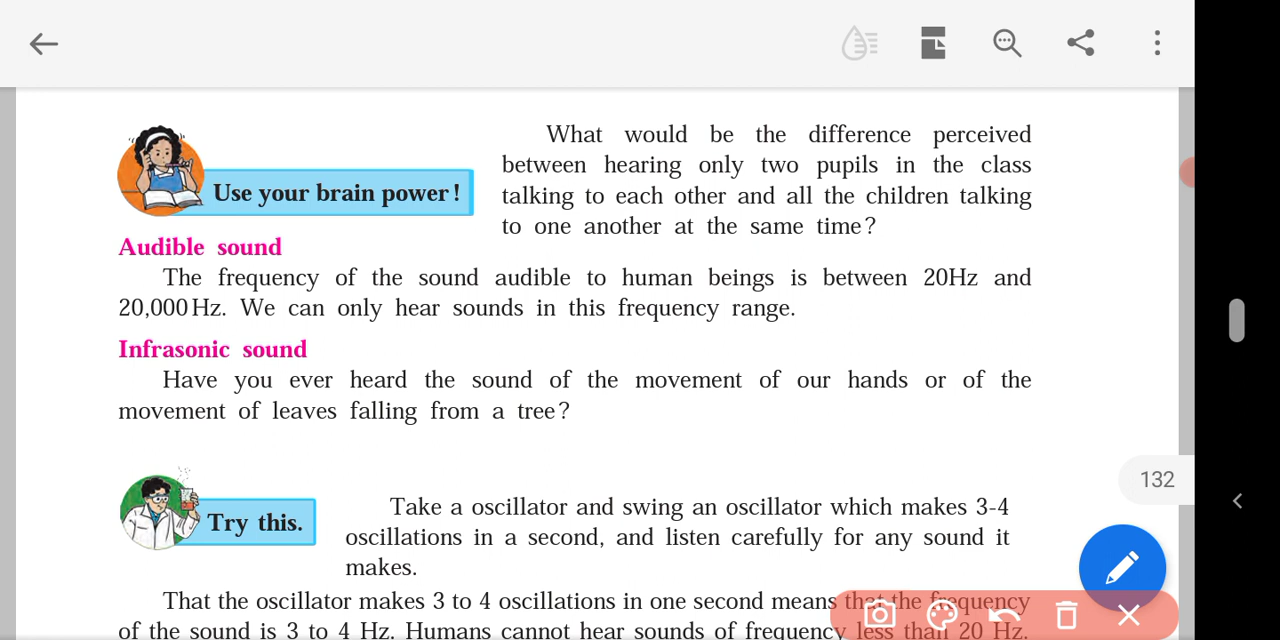 What would be the difference perceived
between hearing only two pupils in the class
talking to each other and all the children talking
to one another at the same time?
Use your brain power!
Audible sound
The frequency of the sound audible to human beings is between 20Hz and
20,000 Hz. We can only hear sounds in this frequency range.
Infrasonic sound
Have you ever heard the sound of the movement of our hands or of the
movement of leaves falling from a tree?
132
Try this.
Take a oscillator and swing an oscillator which makes 3-4
oscillations in a second, and listen carefully for any sound it
makes.
That the oscillator makes 3 to 4 oscillations in one second means that the frequency
of the sound is 3 to 4 Hz. Humans cannot hear sounds of frequency less than 20 Hz.